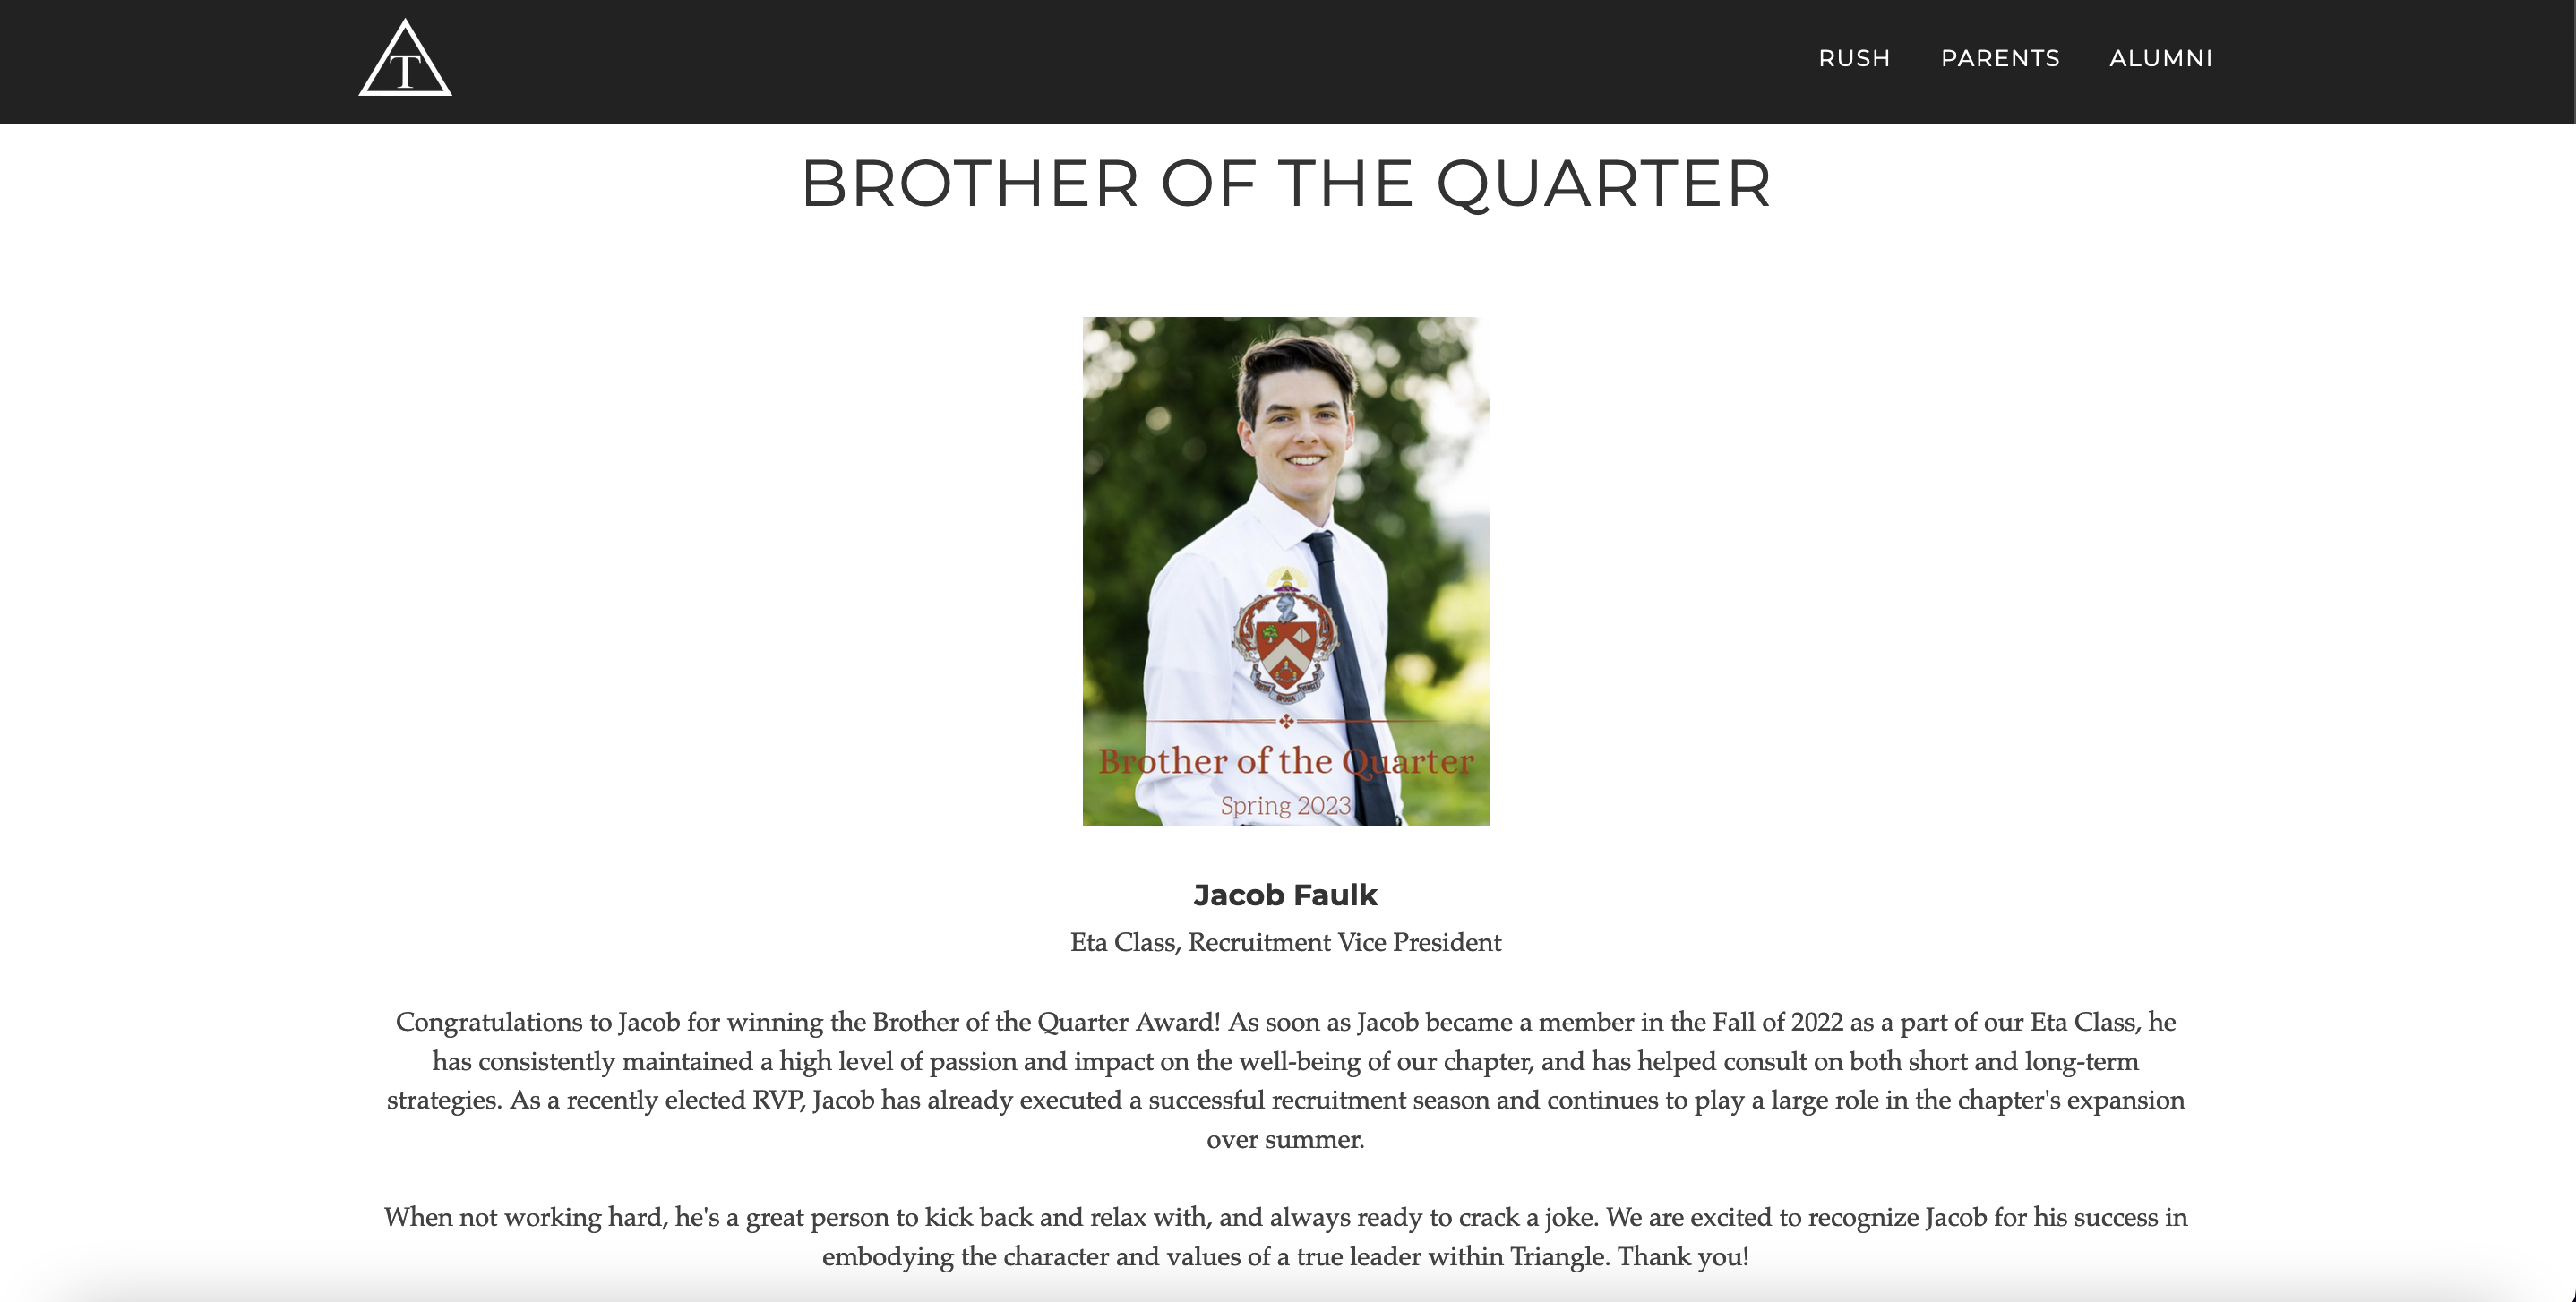 T
RUSH PARENTS ALUMNI
BROTHER OF THE QUARTER
Brother of the Quarter
Spring 2023
Jacob Faulk
Eta Class, Recruitment Vice President
Congratulations to Jacob for winning the Brother of the Quarter Award! As soon as Jacob became a member in the Fall of 2022 as a part of our Eta Class, he
has consistently maintained a high level of passion and impact on the well-being of our chapter, and has helped consult on both short and long-term
strategies. As a recently elected RVP, Jacob has already executed a successful recruitment season and continues to play a large role in the chapter's expansion
over summer.
When not working hard, he's a great person to kick back and relax with, and always ready to crack a joke. We are excited to recognize Jacob for his success in
embodying the character and values of a true leader within Triangle. Thank you!